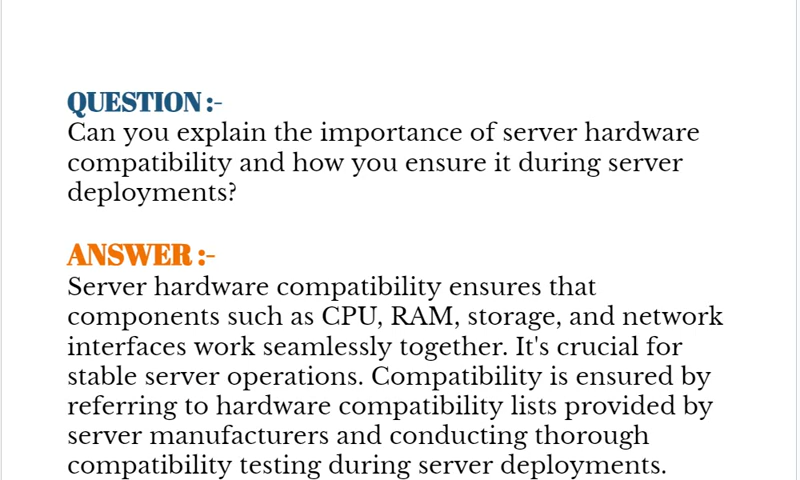 QUESTION :-
Can you explain the importance of server hardware
compatibility and how you ensure it during server
deployments?
ANSWER :-
Server hardware compatibility ensures that
components such as CPU, RAM, storage, and network
interfaces work seamlessly together. It's crucial for
stable server operations. Compatibility is ensured by
referring to hardware compatibility lists provided by
server manufacturers and conducting thorough
compatibility testing during server deployments.